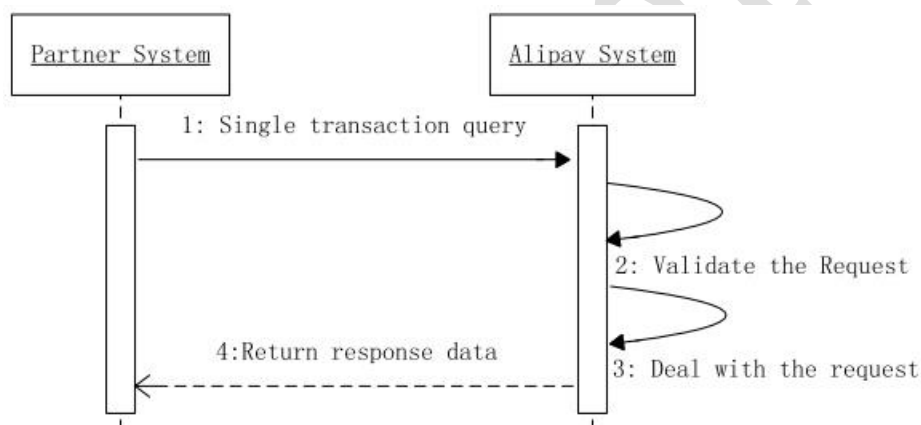 Partner System
Alipay System
1: Single transaction query
2: Validate the Request
4:Return response data
3: Deal with the request